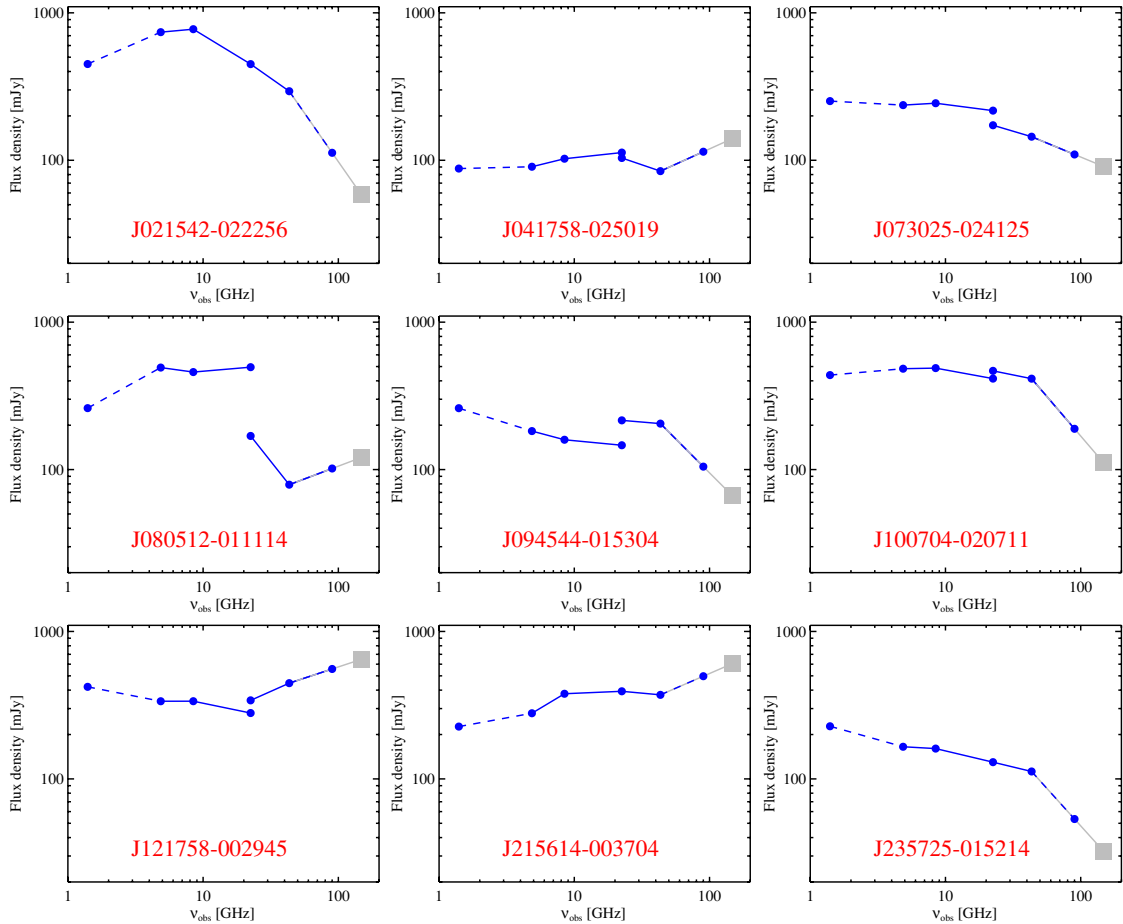 1000
100
Flux density [mJy]
J021542-022256
1 10 100
ν_obs [GHz]
1000
100
Flux density [mJy]
J041758-025019
1 10 100
ν_obs [GHz]
1000
100
Flux density [mJy]
J073025-024125
1 10 100
ν_obs [GHz]
1000
100
Flux density [mJy]
J080512-011114
1 10 100
ν_obs [GHz]
1000
100
Flux density [mJy]
J094544-015304
1 10 100
ν_obs [GHz]
1000
100
Flux density [mJy]
J100704-020711
1 10 100
ν_obs [GHz]
1000
100
Flux density [mJy]
J121758-002945
1 10 100
ν_obs [GHz]
1000
100
Flux density [mJy]
J215614-003704
1 10 100
ν_obs [GHz]
1000
100
Flux density [mJy]
J235725-015214
1 10 100
ν_obs [GHz]